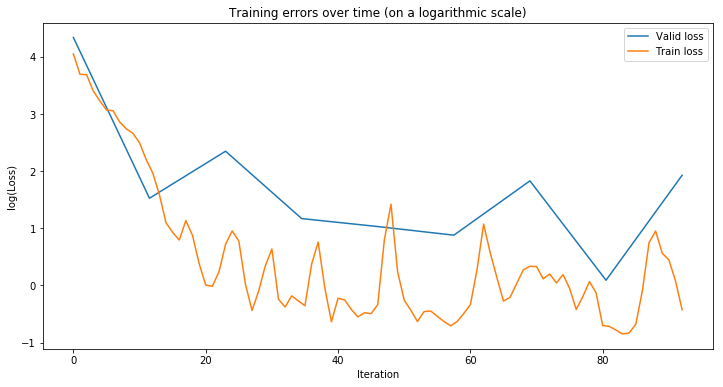 Training errors over time (on a logarithmic scale)
Valid loss
Train loss
log(Loss)
4
3
2
1
0
−1
0
20
40
60
80
Iteration